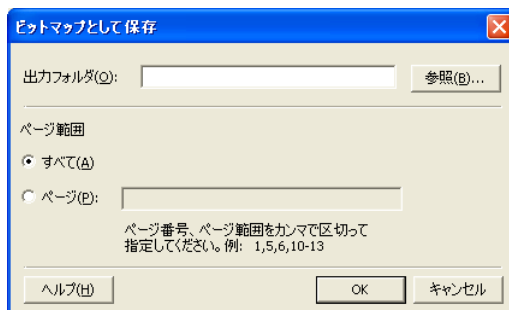 ビットマップとして保存
出力フォルダ(O):
参照(B)...
ページ範囲
すべて(A)
ページ(P):
ページ番号、ページ範囲をカンマで区切って
指定してください。例: 1,5,6,10-13
ヘルプ(H)
OK
キャンセル